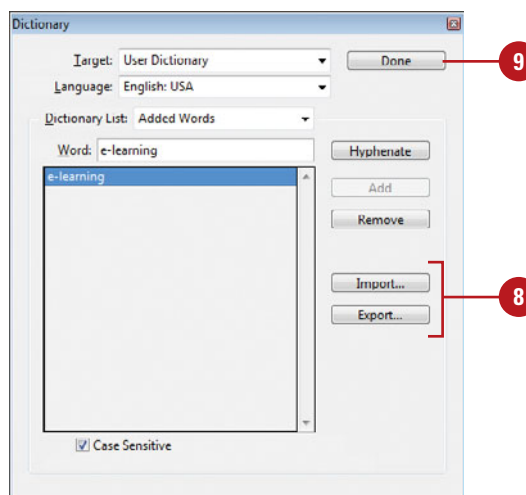 Dictionary
Target: User Dictionary Done 9
Language: English: USA
Dictionary List: Added Words
Word: e-learning Hyphenate
e-learning
Add
Remove
Import... 8
Export...
Case Sensitive